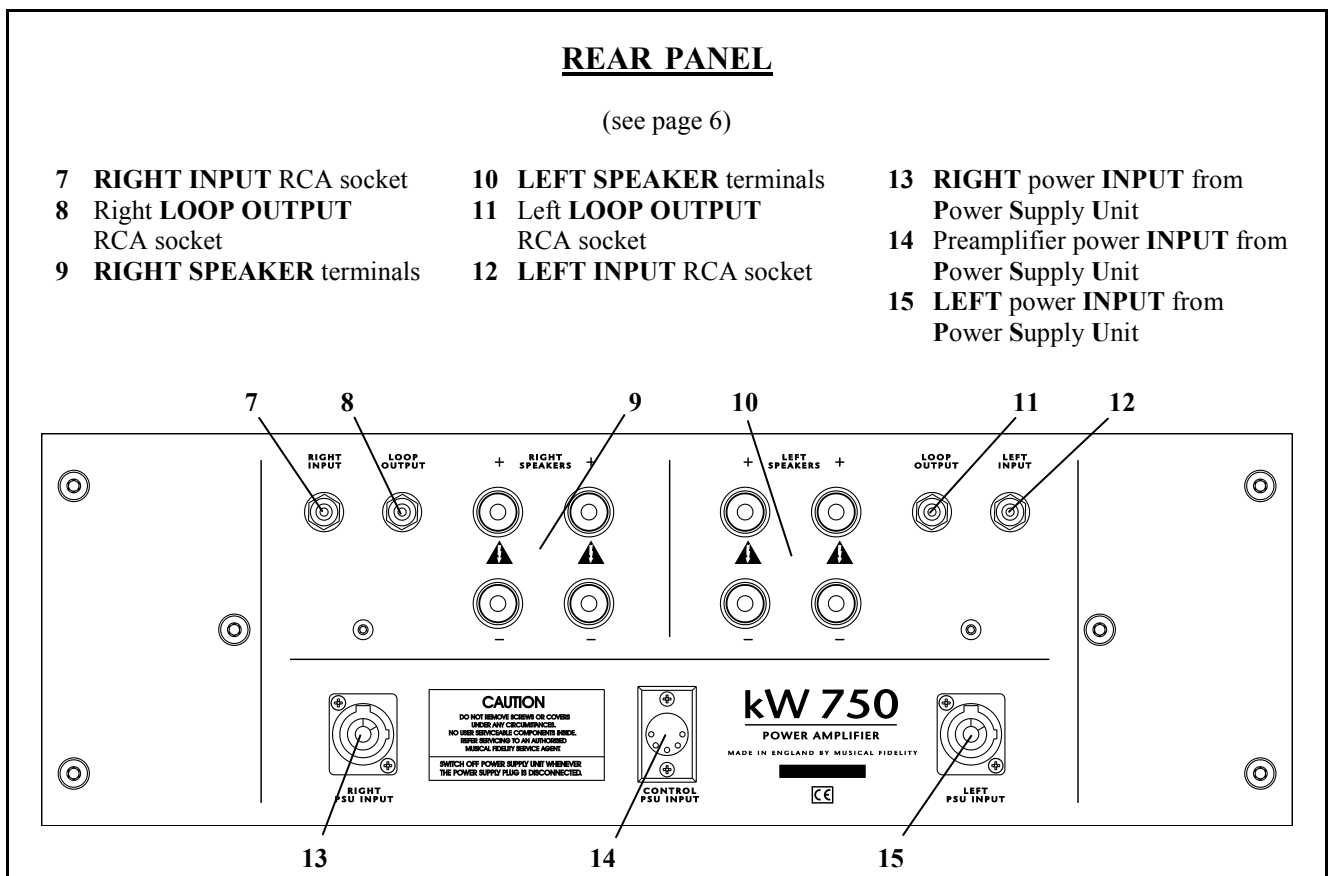 REAR PANEL
(see page 6)
7 RIGHT INPUT RCA socket
8 Right LOOP OUTPUT
RCA socket
9 RIGHT SPEAKER terminals
10 LEFT SPEAKER terminals
11 Left LOOP OUTPUT
RCA socket
12 LEFT INPUT RCA socket
13 RIGHT power INPUT from
Power Supply Unit
14 Preamplifier power INPUT from
Power Supply Unit
15 LEFT power INPUT from
Power Supply Unit
7 8 9 10 11 12
RIGHT
INPUT
LOOP
OUTPUT
+ RIGHT +
SPEAKERS
+ LEFT +
SPEAKERS
LOOP
OUTPUT
LEFT
INPUT
– – – –
RIGHT
PSU INPUT
CAUTION
DO NOT REMOVE SCREWS OR COVERS
UNDER ANY CIRCUMSTANCES.
NO USER SERVICEABLE COMPONENTS INSIDE.
REFER SERVICING TO AN AUTHORISED
MUSICAL FIDELITY SERVICE AGENT.
SWITCH OFF POWER SUPPLY UNIT WHENEVER
THE POWER SUPPLY PLUG IS DISCONNECTED.
CONTROL
PSU INPUT
kW 750
POWER AMPLIFIER
MADE IN ENGLAND BY MUSICAL FIDELITY
CE
LEFT
PSU INPUT
13 14 15